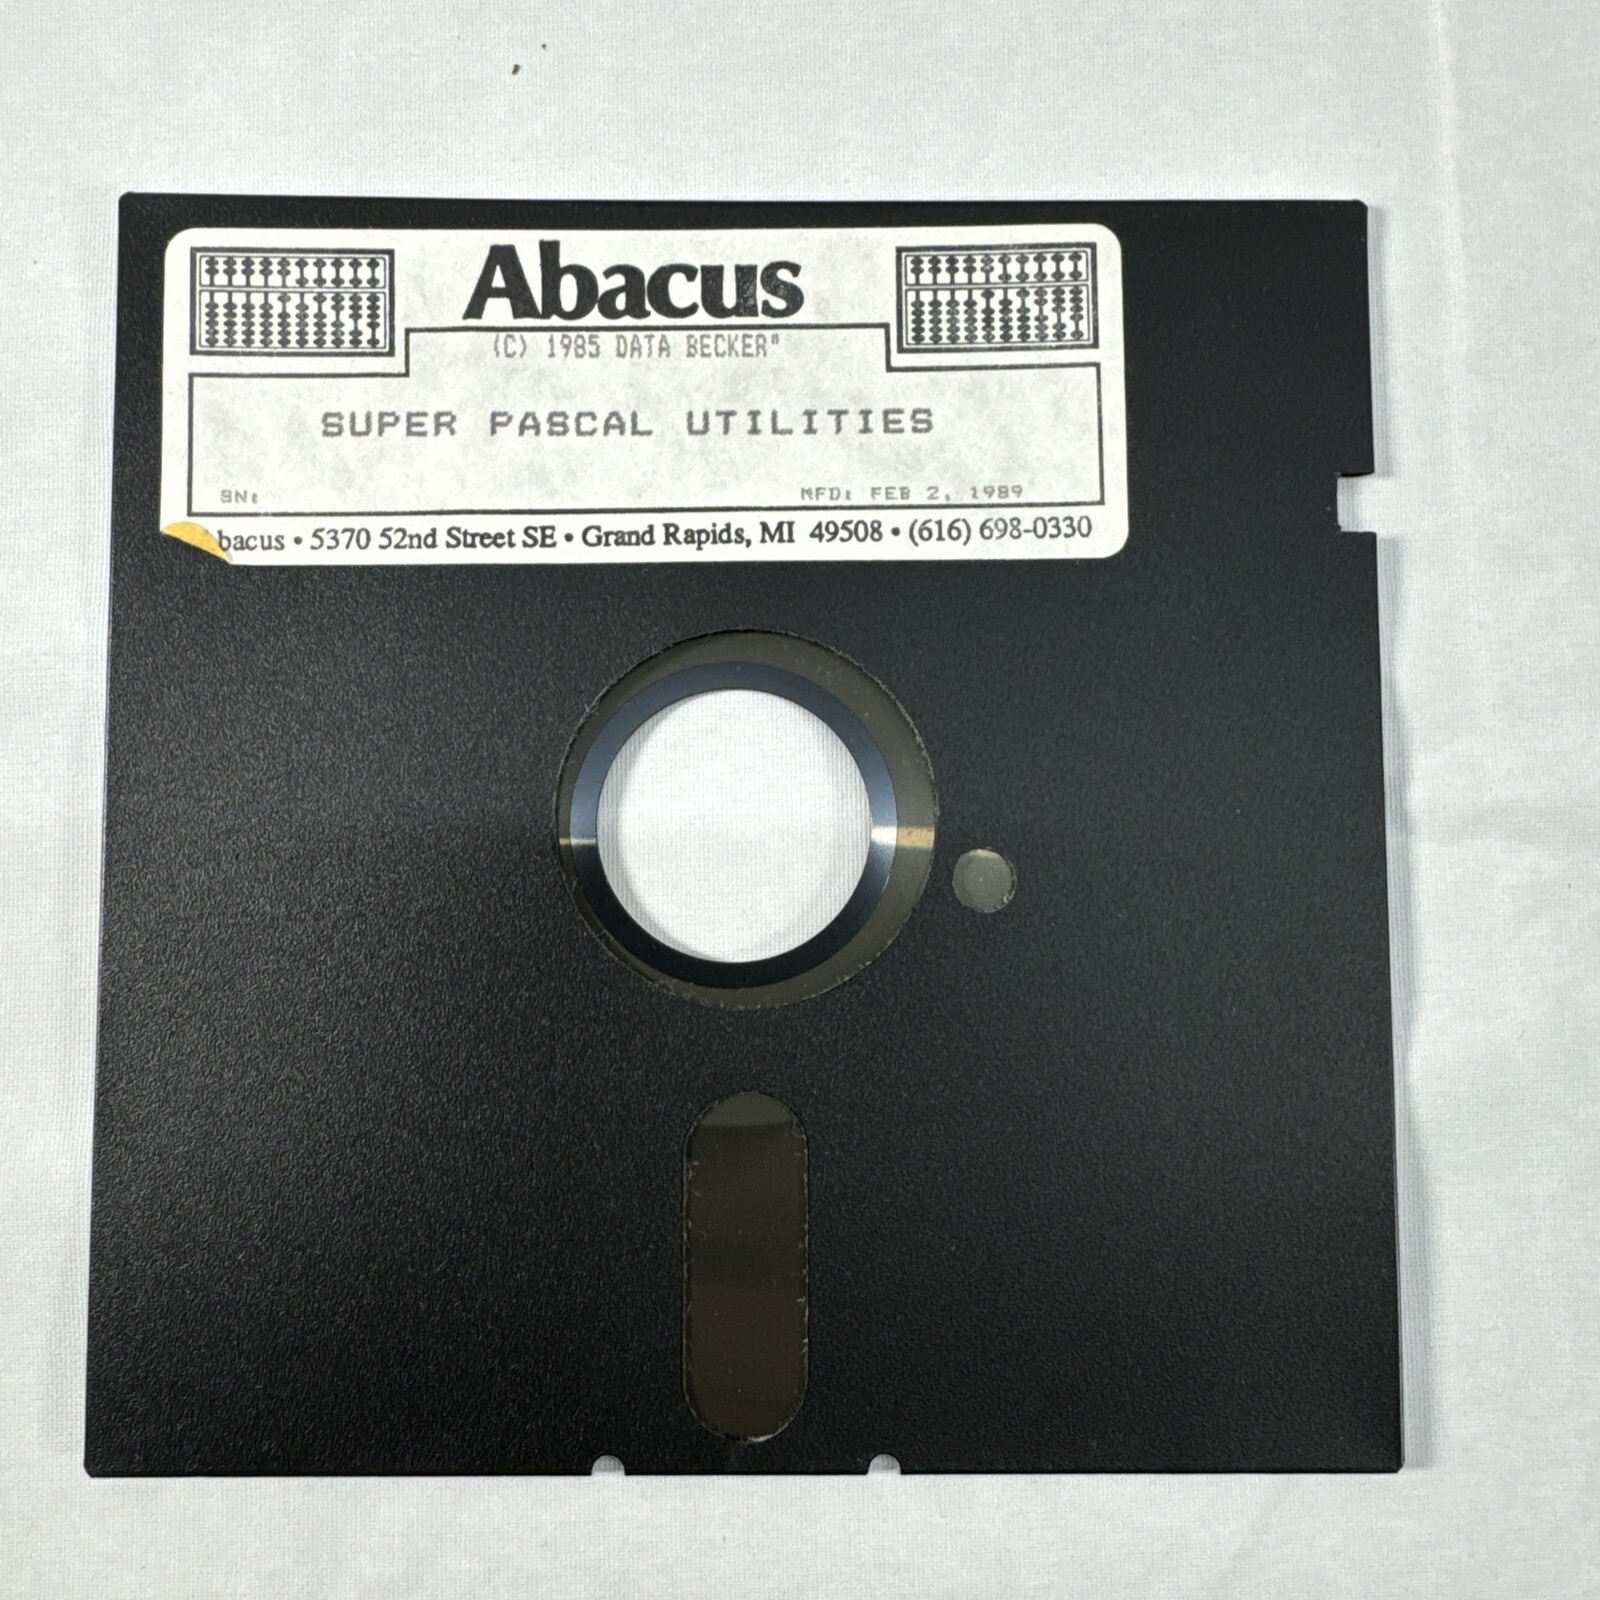 Abacus
(C) 1985 DATA BECKER®
SUPER PASCAL UTILITIES
SN: MFD: FEB 2, 1989
bacus • 5370 52nd Street SE • Grand Rapids, MI 49508 • (616) 698-0330